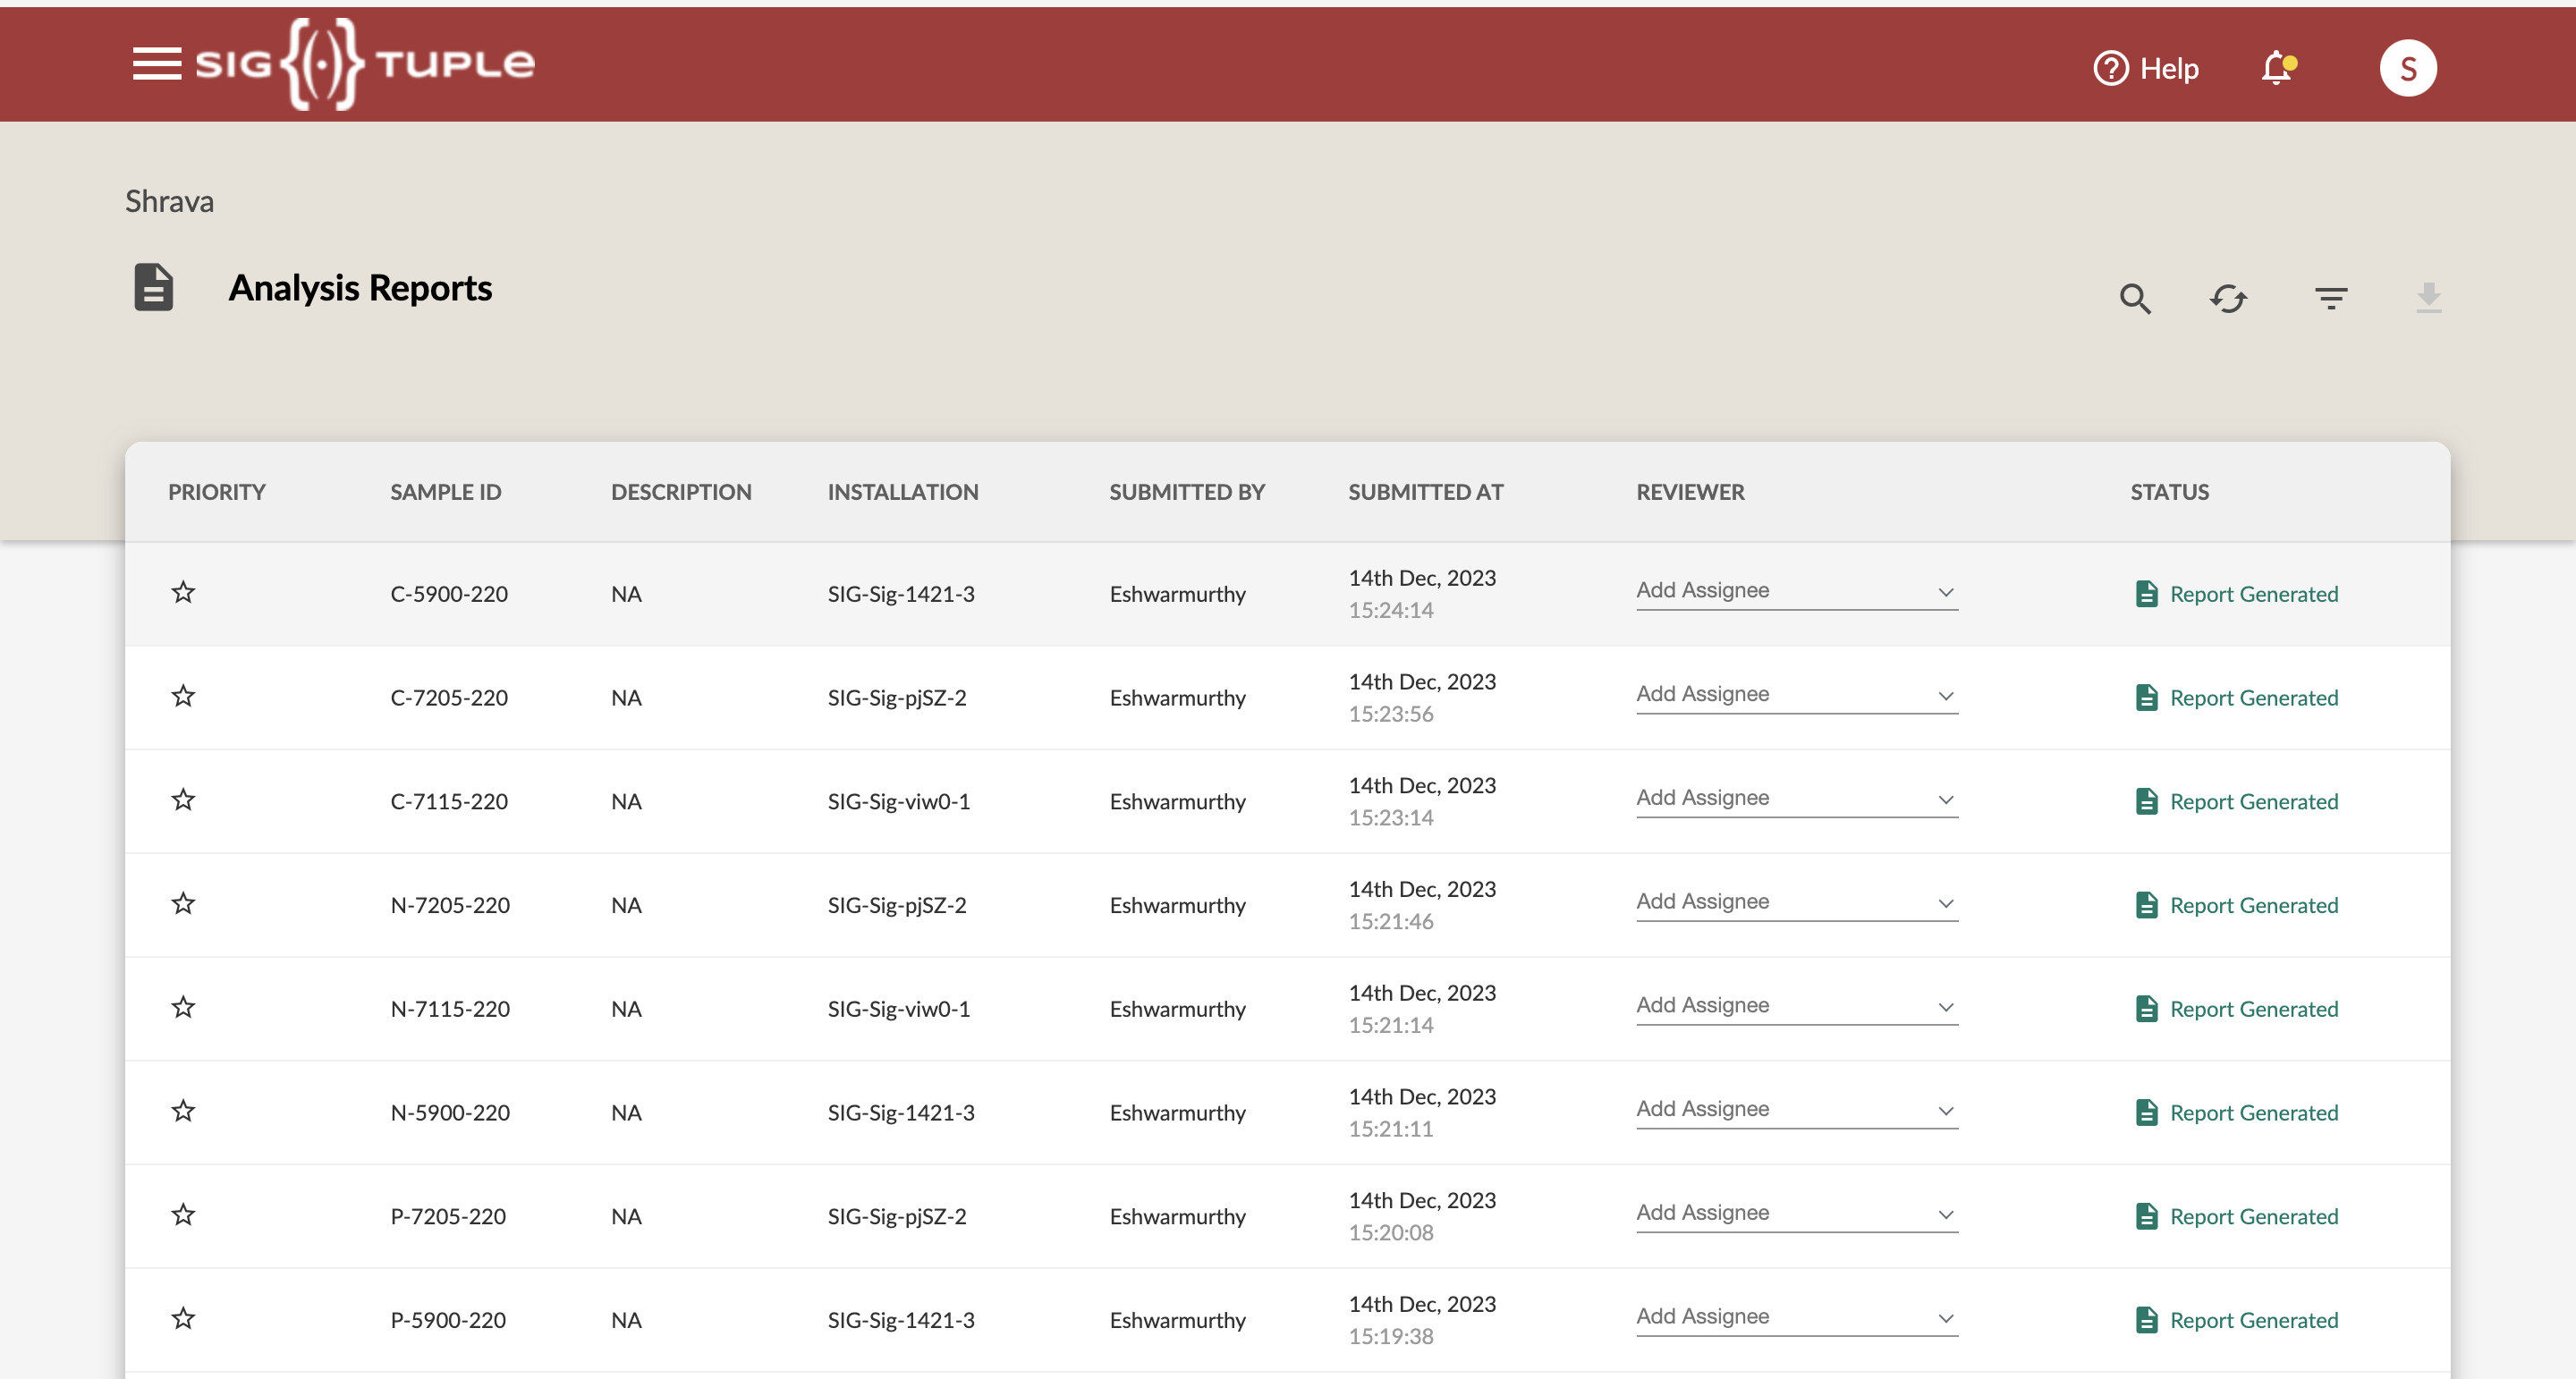 SIG{(·)}TUPLE
Help
S
Shrava
Analysis Reports
PRIORITY SAMPLE ID DESCRIPTION INSTALLATION SUBMITTED BY SUBMITTED AT REVIEWER STATUS
C-5900-220 NA SIG-Sig-1421-3 Eshwarmurthy 14th Dec, 2023 Add Assignee Report Generated
15:24:14
C-7205-220 NA SIG-Sig-pjSZ-2 Eshwarmurthy 14th Dec, 2023 Add Assignee Report Generated
15:23:56
C-7115-220 NA SIG-Sig-viw0-1 Eshwarmurthy 14th Dec, 2023 Add Assignee Report Generated
15:23:14
N-7205-220 NA SIG-Sig-pjSZ-2 Eshwarmurthy 14th Dec, 2023 Add Assignee Report Generated
15:21:46
N-7115-220 NA SIG-Sig-viw0-1 Eshwarmurthy 14th Dec, 2023 Add Assignee Report Generated
15:21:14
N-5900-220 NA SIG-Sig-1421-3 Eshwarmurthy 14th Dec, 2023 Add Assignee Report Generated
15:21:11
P-7205-220 NA SIG-Sig-pjSZ-2 Eshwarmurthy 14th Dec, 2023 Add Assignee Report Generated
15:20:08
P-5900-220 NA SIG-Sig-1421-3 Eshwarmurthy 14th Dec, 2023 Add Assignee Report Generated
15:19:38